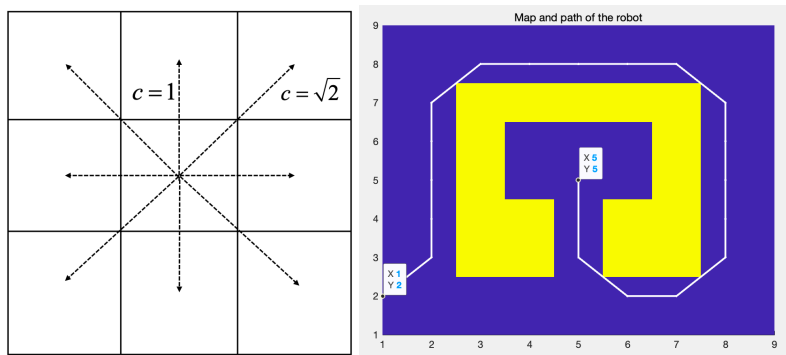 c = 1
c = √2
Map and path of the robot
9
8
7
6
5
4
3
2
1
X 5
Y 5
X 1
Y 2
1 2 3 4 5 6 7 8 9